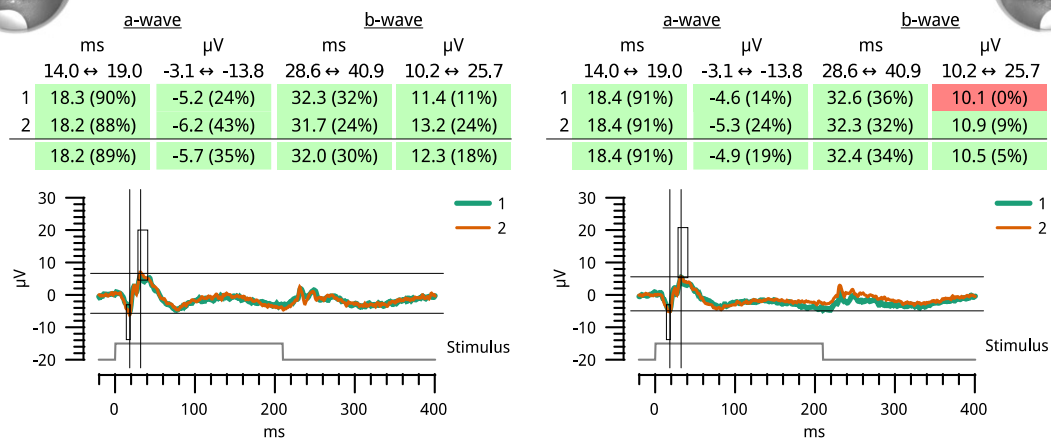 a-wave b-wave a-wave b-wave
ms µV ms µV ms µV ms µV
14.0 ↔ 19.0 -3.1 ↔ -13.8 28.6 ↔ 40.9 10.2 ↔ 25.7 14.0 ↔ 19.0 -3.1 ↔ -13.8 28.6 ↔ 40.9 10.2 ↔ 25.7
1 18.3 (90%) -5.2 (24%) 32.3 (32%) 11.4 (11%) 1 18.4 (91%) -4.6 (14%) 32.6 (36%) 10.1 (0%)
2 18.2 (88%) -6.2 (43%) 31.7 (24%) 13.2 (24%) 2 18.4 (91%) -5.3 (24%) 32.3 (32%) 10.9 (9%)
18.2 (89%) -5.7 (35%) 32.0 (30%) 12.3 (18%) 18.4 (91%) -4.9 (19%) 32.4 (34%) 10.5 (5%)
30 1 30 1
20 2 20 2
10 10
µV 0 µV 0
-10 -10
Stimulus Stimulus
-20 -20
0 100 200 300 400 0 100 200 300 400
ms ms